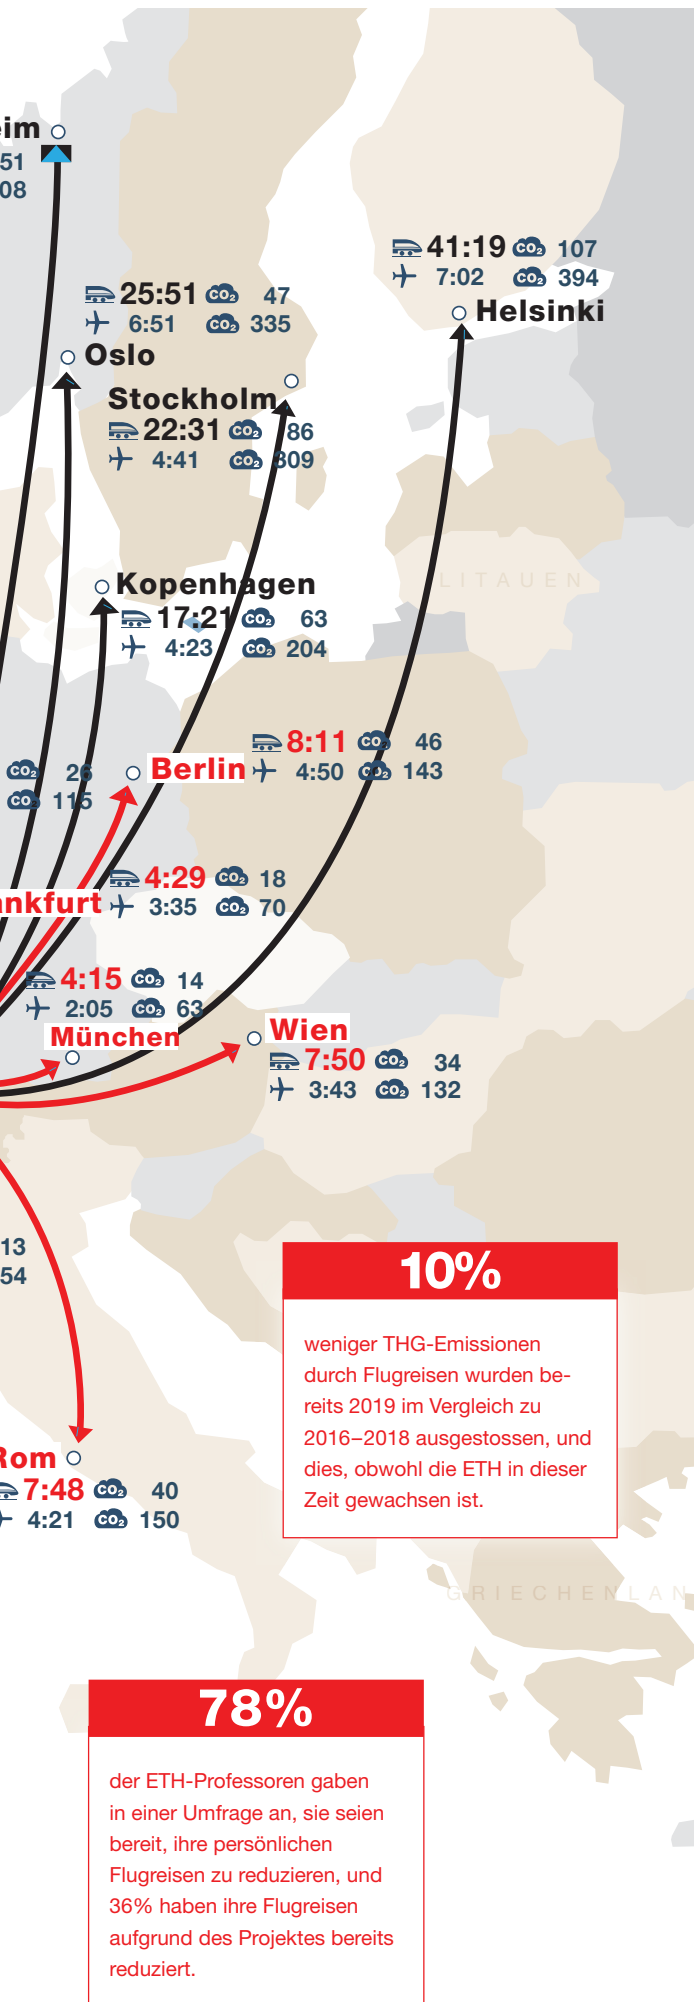 eim
51
08
41:19 CO₂ 107
7:02 CO₂ 394
Helsinki
25:51 CO₂ 47
6:51 CO₂ 335
Oslo
Stockholm
22:31 CO₂ 86
4:41 CO₂ 309
LITAUEN
Kopenhagen
17:21 CO₂ 63
4:23 CO₂ 204
8:11 CO₂ 46
Berlin 4:50 CO₂ 143
CO₂ 26
CO₂ 115
4:29 CO₂ 18
ankfurt 3:35 CO₂ 70
4:15 CO₂ 14
2:05 CO₂ 63
München
Wien
7:50 CO₂ 34
3:43 CO₂ 132
13
54
10%
weniger THG-Emissionen
durch Flugreisen wurden be-
reits 2019 im Vergleich zu
2016–2018 ausgestossen, und
dies, obwohl die ETH in dieser
Zeit gewachsen ist.
Rom
7:48 CO₂ 40
4:21 CO₂ 150
GRIECHENLAN
78%
der ETH-Professoren gaben
in einer Umfrage an, sie seien
bereit, ihre persönlichen
Flugreisen zu reduzieren, und
36% haben ihre Flugreisen
aufgrund des Projektes bereits
reduziert.